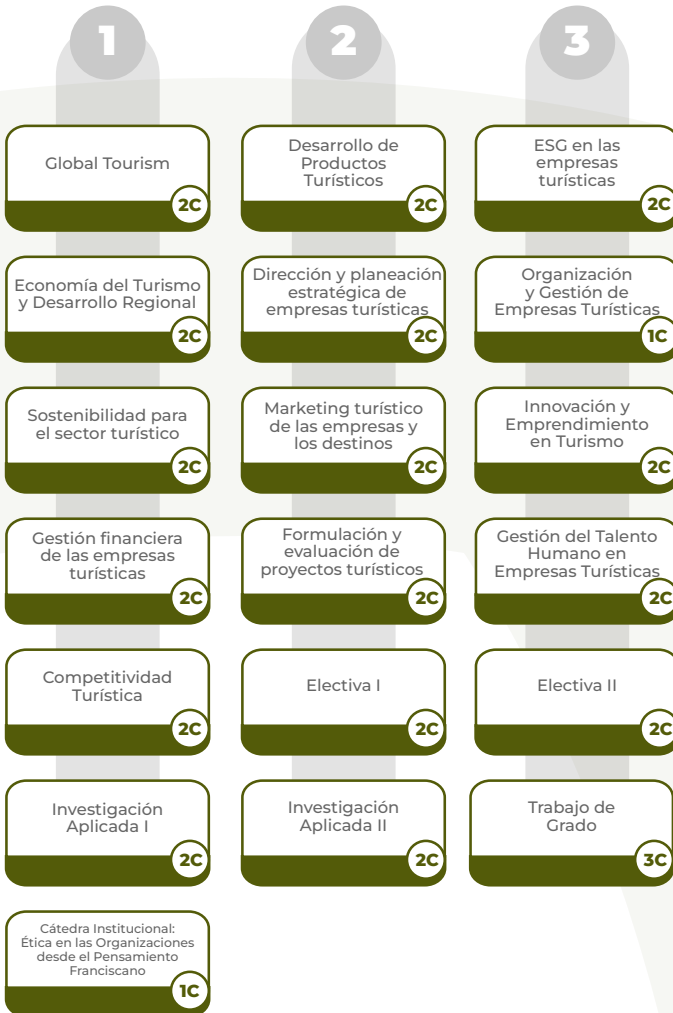 1
Global Tourism
2C
Economía del Turismo
y Desarrollo Regional
2C
Sostenibilidad para
el sector turístico
2C
Gestión financiera
de las empresas
turísticas
2C
Competitividad
Turística
2C
Investigación
Aplicada I
2C
Cátedra Institucional:
Ética en las Organizaciones
desde el Pensamiento
Franciscano
1C
2
Desarrollo de
Productos
Turísticos
2C
Dirección y planeación
estratégica de
empresas turísticas
2C
Marketing turístico
de las empresas y
los destinos
2C
Formulación y
evaluación de
proyectos turísticos
2C
Electiva I
2C
Investigación
Aplicada II
2C
3
ESG en las
empresas
turísticas
2C
Organización
y Gestión de
Empresas Turísticas
1C
Innovación y
Emprendimiento
en Turismo
2C
Gestión del Talento
Humano en
Empresas Turísticas
2C
Electiva II
2C
Trabajo de
Grado
3C